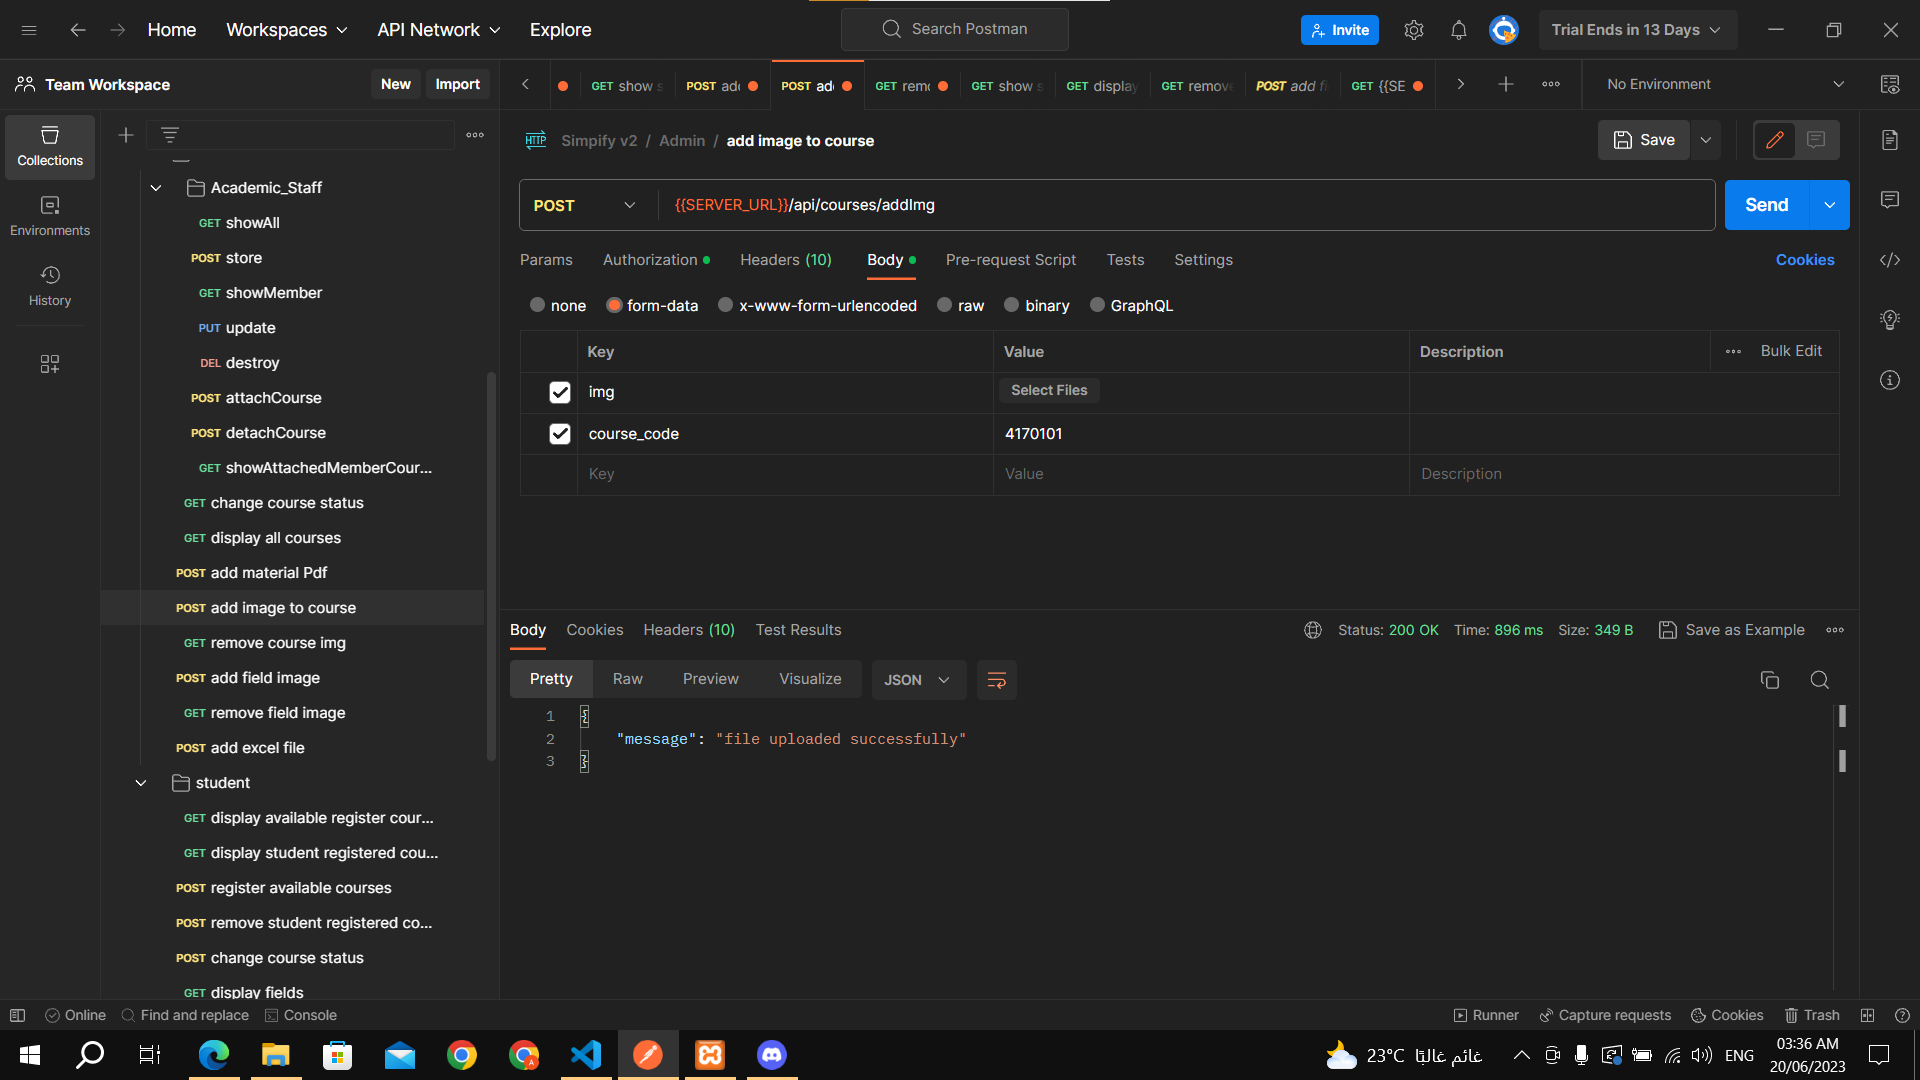 Home Workspaces API Network Explore
Search Postman
Invite
Trial Ends in 13 Days
Team Workspace New Import
GET show s POST add POST add GET remo GET show s GET display GET remove POST add fi GET {{SE
No Environment
Collections
Environments
History
Academic_Staff
GET showAll
POST store
GET showMember
PUT update
DEL destroy
POST attachCourse
POST detachCourse
GET showAttachedMemberCour...
GET change course status
GET display all courses
POST add material Pdf
POST add image to course
GET remove course img
POST add field image
GET remove field image
POST add excel file
student
GET display available register cour...
GET display student registered cou...
POST register available courses
POST remove student registered co...
POST change course status
GET display fields
HTTP Simpify v2 / Admin / add image to course
Save
POST {{SERVER_URL}}/api/courses/addImg
Send
Params Authorization Headers (10) Body Pre-request Script Tests Settings Cookies
none form-data x-www-form-urlencoded raw binary GraphQL
Key Value Description Bulk Edit
img Select Files
course_code 4170101
Key Value Description
Body Cookies Headers (10) Test Results
Status: 200 OK Time: 896 ms Size: 349 B Save as Example
Pretty Raw Preview Visualize JSON
1 {
2 "message": "file uploaded successfully"
3 }
Online Find and replace Console
Runner Capture requests Cookies Trash
23°C غائم غالبًا
ENG
03:36 AM
20/06/2023